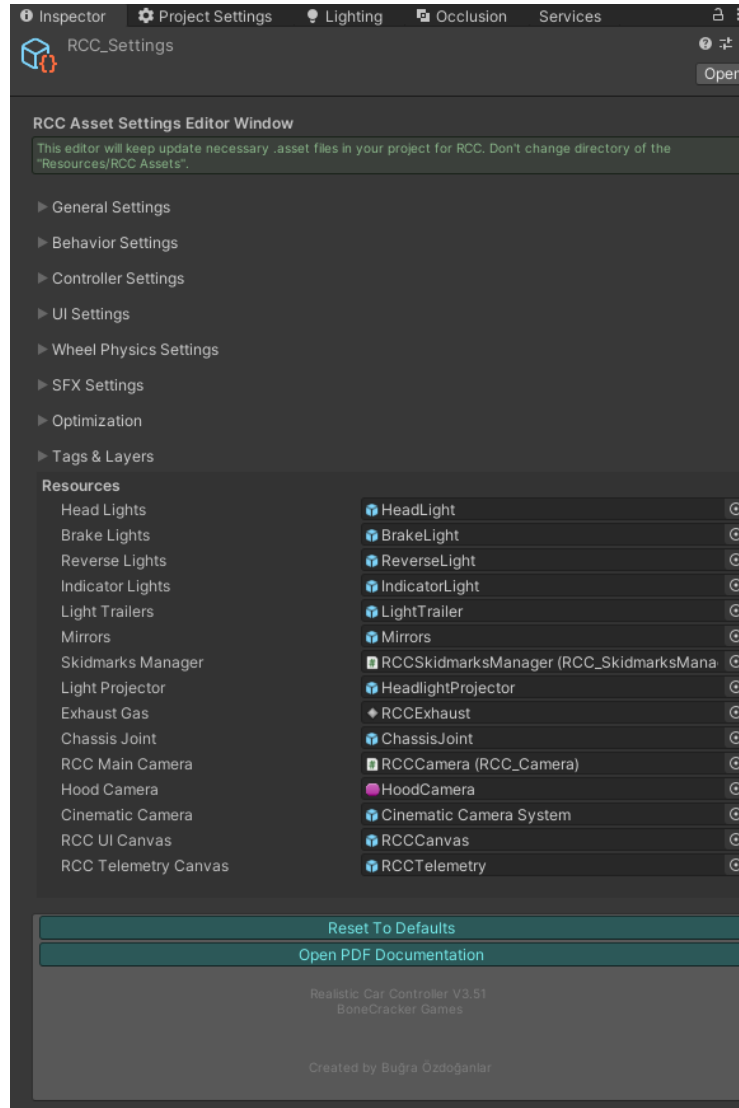 Inspector
Project Settings
Lighting
Occlusion
Services
RCC_Settings
Open
RCC Asset Settings Editor Window
This editor will keep update necessary .asset files in your project for RCC. Don't change directory of the
"Resources/RCC Assets".
General Settings
Behavior Settings
Controller Settings
UI Settings
Wheel Physics Settings
SFX Settings
Optimization
Tags & Layers
Resources
Head Lights HeadLight
Brake Lights BrakeLight
Reverse Lights ReverseLight
Indicator Lights IndicatorLight
Light Trailers LightTrailer
Mirrors Mirrors
Skidmarks Manager RCCSkidmarksManager (RCC_SkidmarksMana
Light Projector HeadlightProjector
Exhaust Gas RCCExhaust
Chassis Joint ChassisJoint
RCC Main Camera RCCCamera (RCC_Camera)
Hood Camera HoodCamera
Cinematic Camera Cinematic Camera System
RCC UI Canvas RCCCanvas
RCC Telemetry Canvas RCCTelemetry
Reset To Defaults
Open PDF Documentation
Realistic Car Controller V3.51
BoneCracker Games
Created by Buğra Özdoğanlar